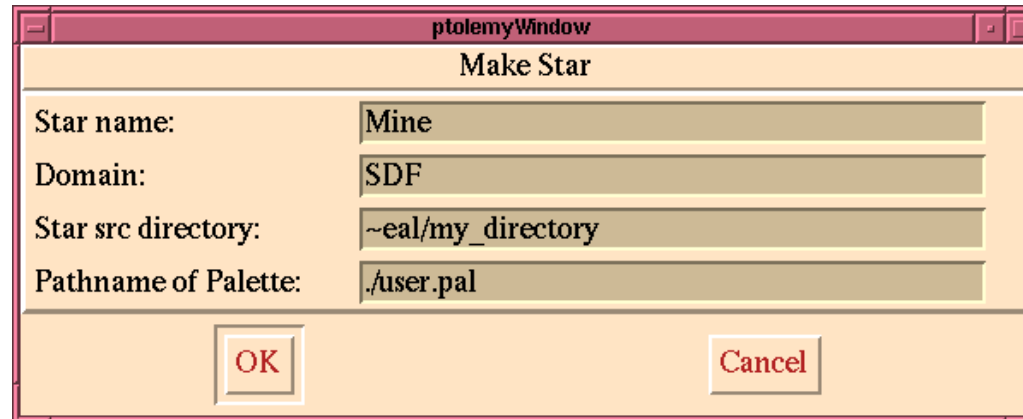 ptolemyWindow
Make Star
Star name: Mine
Domain: SDF
Star src directory: ~eal/my_directory
Pathname of Palette: ./user.pal
OK Cancel